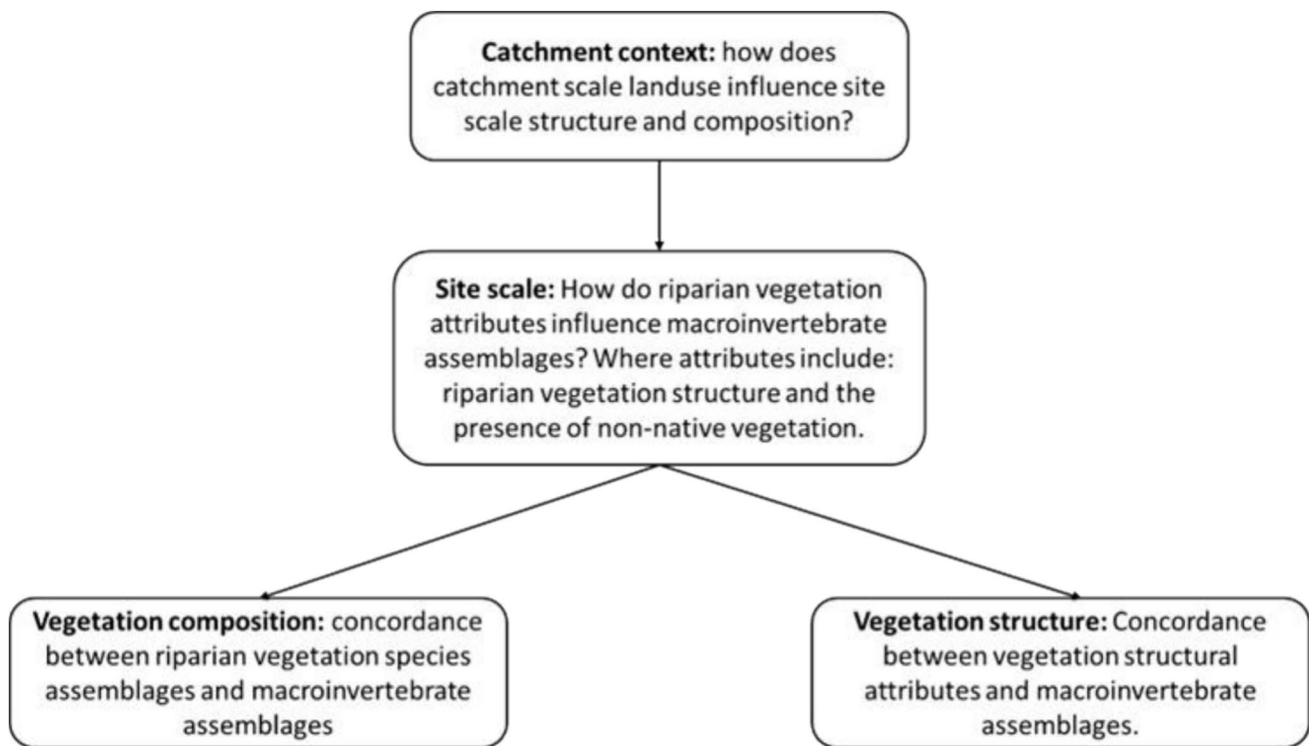 Catchment context: how does
catchment scale landuse influence site
scale structure and composition?
Site scale: How do riparian vegetation
attributes influence macroinvertebrate
assemblages? Where attributes include:
riparian vegetation structure and the
presence of non-native vegetation.
Vegetation composition: concordance
between riparian vegetation species
assemblages and macroinvertebrate
assemblages
Vegetation structure: Concordance
between vegetation structural
attributes and macroinvertebrate
assemblages.